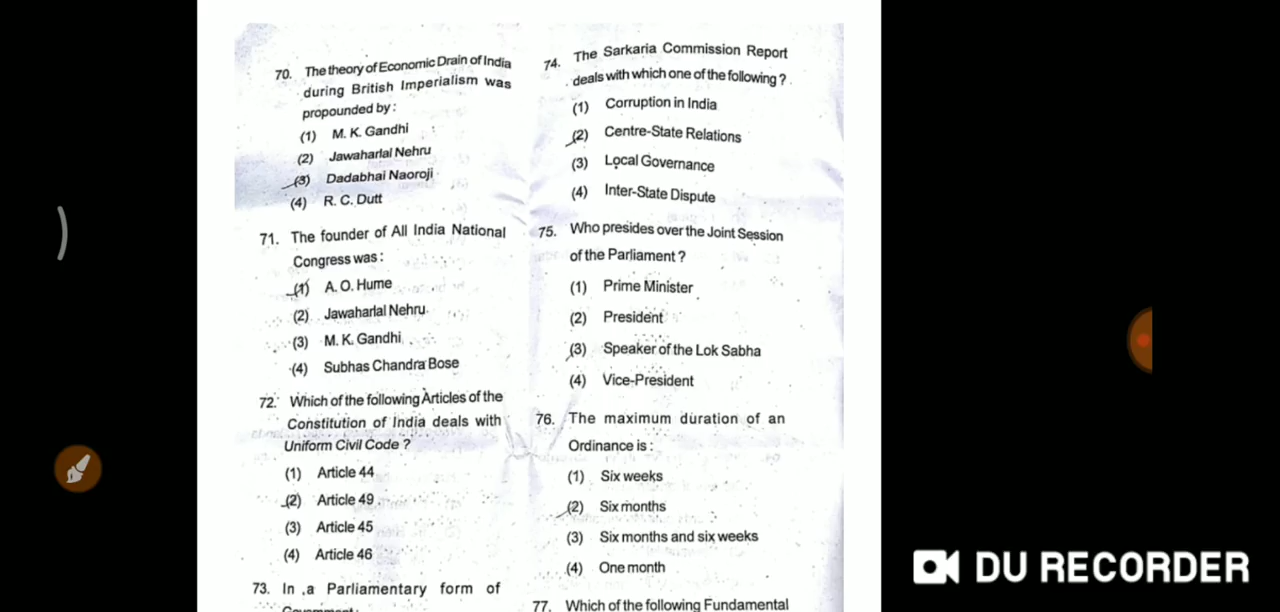 70. The theory of Economic Drain of India
during British Imperialism was
propounded by :
(1) M. K. Gandhi
(2) Jawaharlal Nehru
(3) Dadabhai Naoroji
(4) R. C. Dutt
71. The founder of All India National
Congress was :
(1) A. O. Hume
(2) Jawaharlal Nehru
(3) M. K. Gandhi
(4) Subhas Chandra Bose
72. Which of the following Articles of the
Constitution of India deals with
Uniform Civil Code ?
(1) Article 44
(2) Article 49
(3) Article 45
(4) Article 46
73. In a Parliamentary form of
74. The Sarkaria Commission Report
deals with which one of the following ?
(1) Corruption in India
(2) Centre-State Relations
(3) Local Governance
(4) Inter-State Dispute
75. Who presides over the Joint Session
of the Parliament ?
(1) Prime Minister
(2) President
(3) Speaker of the Lok Sabha
(4) Vice-President
76. The maximum duration of an
Ordinance is :
(1) Six weeks
(2) Six months
(3) Six months and six weeks
(4) One month
77. Which of the following Fundamental
DU RECORDER